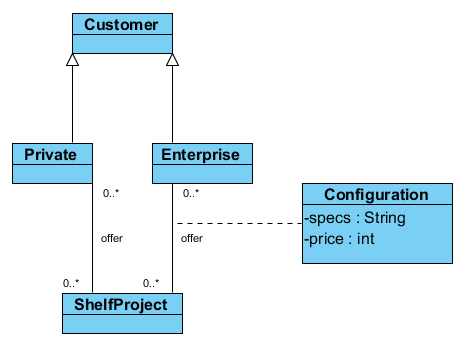 Customer
Private
Enterprise
0..*
0..*
Configuration
-specs : String
-price : int
offer
offer
0..*
0..*
ShelfProject